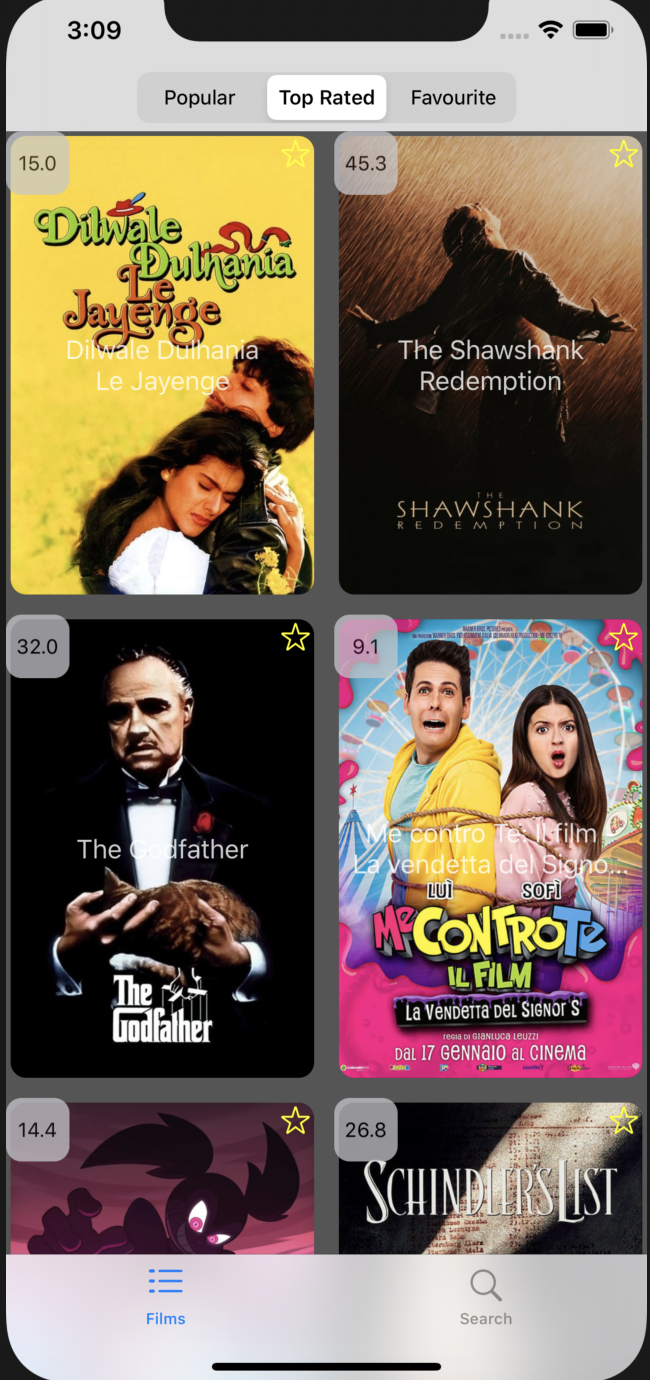 3:09
Popular
Top Rated
Favourite
15.0
Dilwale
Dulhania
Le
Jayenge
Dilwale Dulhania
Le Jayenge
45.3
The Shawshank
Redemption
THE
SHAWSHANK
REDEMPTION
32.0
The Godfather
The
Godfather
9.1
Me contro Te: Il film
La vendetta del Signo...
LUÌ
SOFÌ
Me CONTRO Te
IL FILM
LA VENDETTA DEL SIGNOR S
REGIA DI GIANLUCA LEUZZI
DAL 17 GENNAIO AL CINEMA
14.4
26.8
SCHINDLER'S LIST
Films
Search